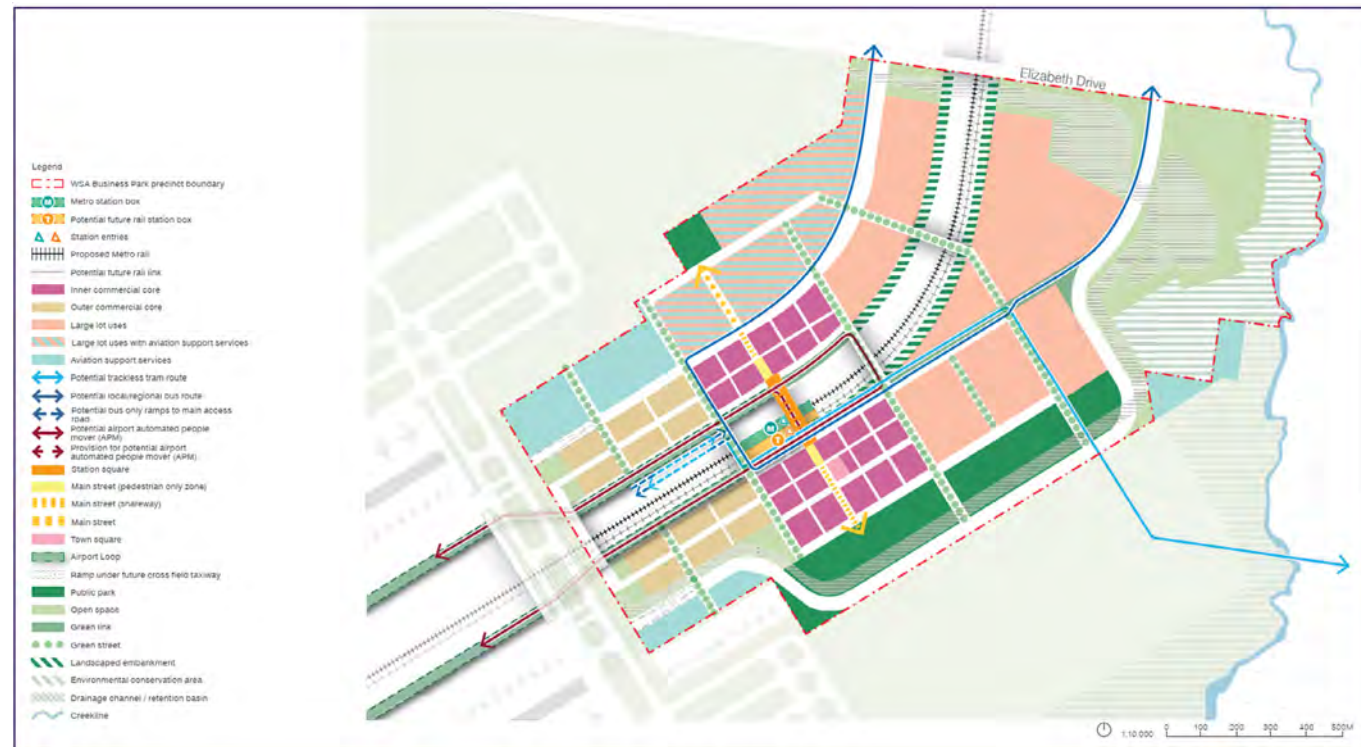 Elizabeth Drive
Legend
WSA Business Park precinct boundary
M Metro station box
T Potential future rail station box
Station entries
Proposed Metro rail
Potential future rail link
Inner commercial core
Outer commercial core
Large lot uses
Large lot uses with aviation support services
Aviation support services
Potential trackless tram route
Potential local/regional bus route
Potential bus only ramps to main access
road
Potential airport automated people
mover (APM)
Provision for potential airport
automated people mover (APM)
Station square
Main street (pedestrian only zone)
Main street (shareway)
Main street
Town square
Airport Loop
Ramp under future cross field taxiway
Public park
Open space
Green link
Green street
Landscaped embankment
Environmental conservation area
Drainage channel / retention basin
Creekline
M
T
1:10 000 0 100 200 300 400 500M